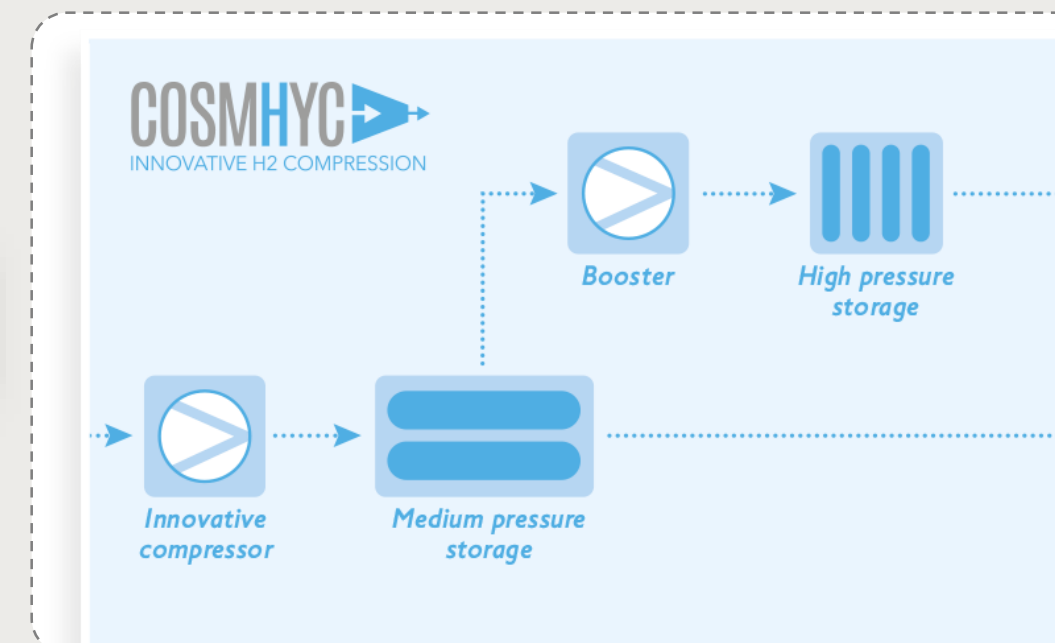 COSMHYC
INNOVATIVE H2 COMPRESSION
Booster
High pressure
storage
Innovative
compressor
Medium pressure
storage